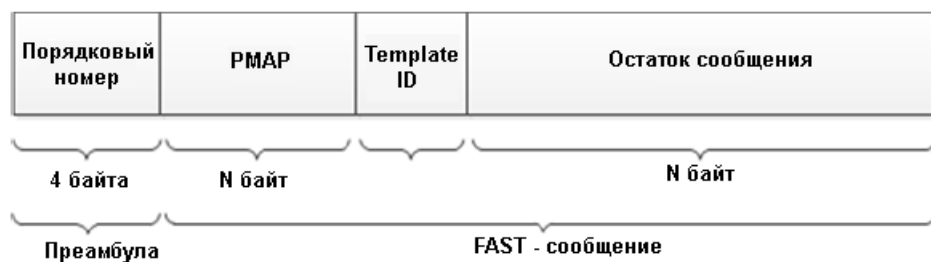 Порядковый
номер
PMAP
Template
ID
Остаток сообщения
4 байта
N байт
N байт
Преамбула
FAST - сообщение